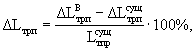 ΔL_трп = (ΔL^В_трп − ΔL^сущ_трп) / L^сущ_тпр · 100%,